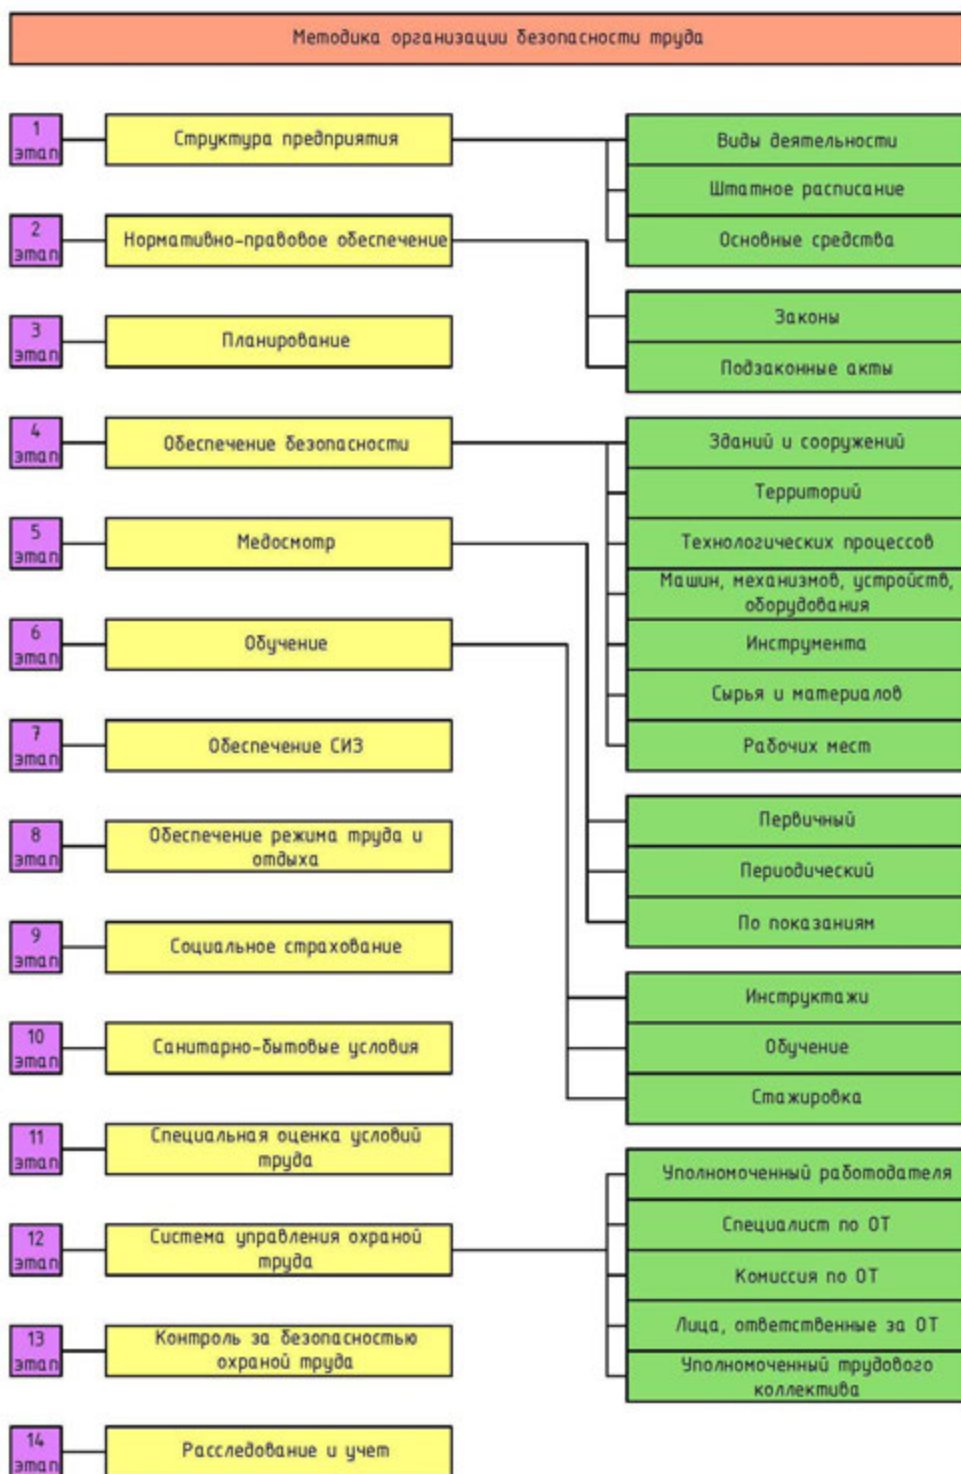 Методика организации безопасности труда
1
этап
Структура предприятия
Виды деятельности
Штатное расписание
Основные средства
2
этап
Нормативно-правовое обеспечение
Законы
Подзаконные акты
3
этап
Планирование
4
этап
Обеспечение безопасности
Зданий и сооружений
Территорий
Технологических процессов
Машин, механизмов, устройств,
оборудования
Инструмента
Сырья и материалов
Рабочих мест
5
этап
Медосмотр
Первичный
Периодический
По показаниям
6
этап
Обучение
Инструктажи
Обучение
Стажировка
7
этап
Обеспечение СИЗ
8
этап
Обеспечение режима труда и
отдыха
9
этап
Социальное страхование
10
этап
Санитарно-бытовые условия
11
этап
Специальная оценка условий
труда
12
этап
Система управления охраной
труда
Уполномоченный работодателя
Специалист по ОТ
Комиссия по ОТ
Лица, ответственные за ОТ
Уполномоченный трудового
коллектива
13
этап
Контроль за безопасностью
охраной труда
14
этап
Расследование и учет